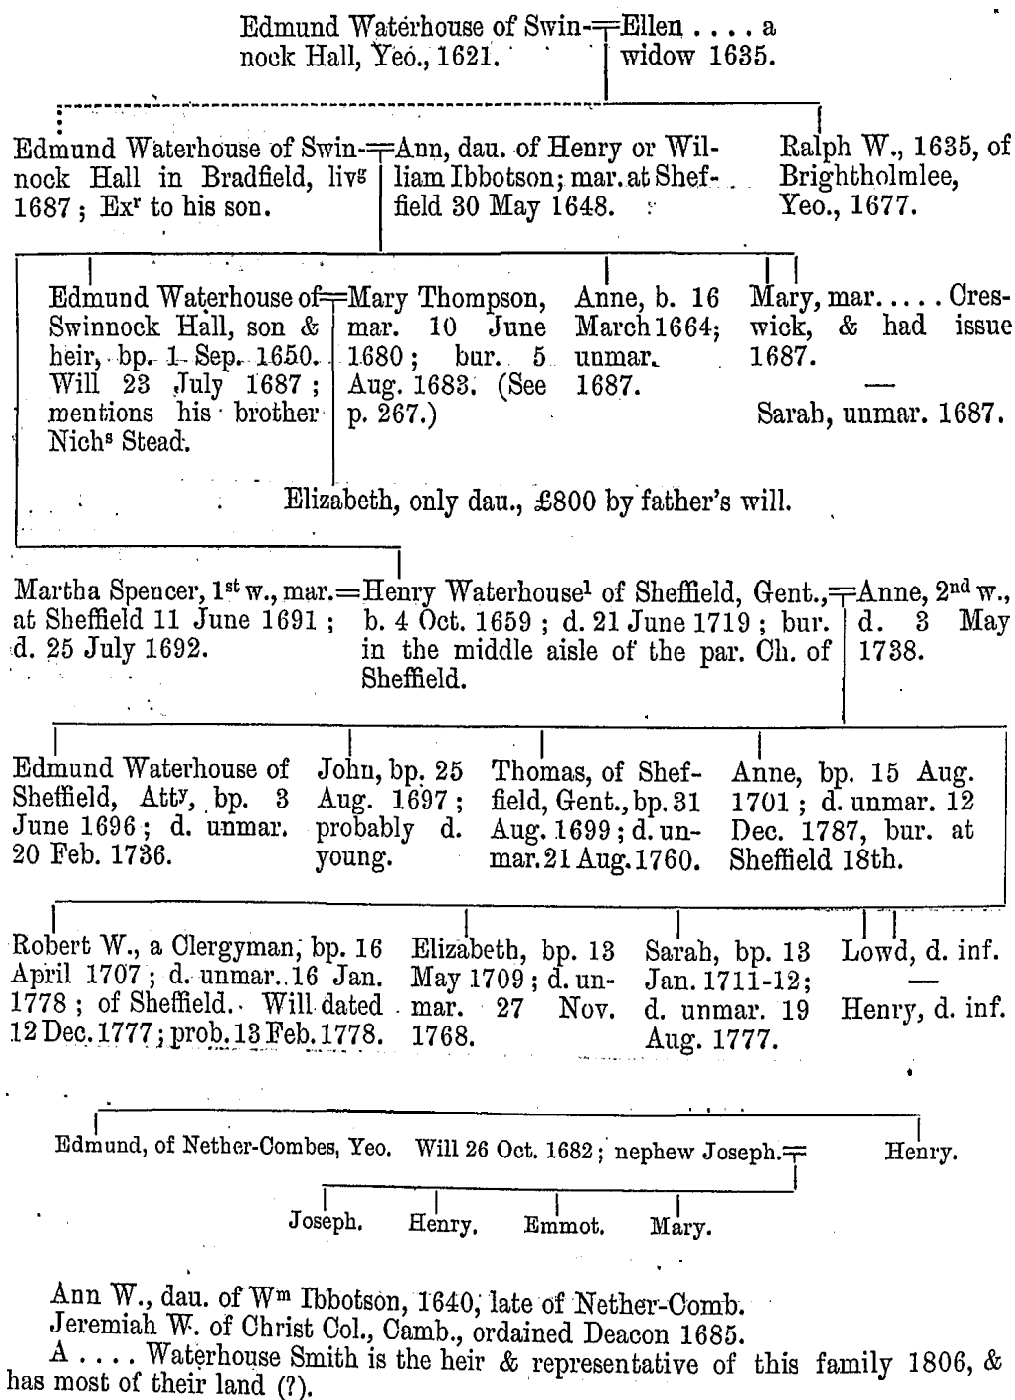 Edmund Waterhouse of Swin-
nock Hall, Yeo., 1621.
Ellen . . . . a
widow 1635.
Edmund Waterhouse of Swin-
nock Hall in Bradfield, livᵍ
1687 ; Exʳ to his son.
Ann, dau. of Henry or Wil-
liam Ibbotson; mar. at Shef-
field 30 May 1648.
Ralph W., 1635, of
Brightholmlee,
Yeo., 1677.
Edmund Waterhouse of
Swinnock Hall, son &
heir, bp. 1 Sep. 1650.
Will 23 July 1687 ;
mentions his brother
Nichˢ Stead.
Mary Thompson,
mar. 10 June
1680 ; bur. 5
Aug. 1683. (See
p. 267.)
Anne, b. 16
March 1664;
unmar.
1687.
Mary, mar. . . . . Cres-
wick, & had issue
1687.
—
Sarah, unmar. 1687.
Elizabeth, only dau., £800 by father's will.
Martha Spencer, 1ˢᵗ w., mar.
at Sheffield 11 June 1691 ;
d. 25 July 1692.
Henry Waterhouse¹ of Sheffield, Gent.,
b. 4 Oct. 1659 ; d. 21 June 1719 ; bur.
in the middle aisle of the par. Ch. of
Sheffield.
Anne, 2ⁿᵈ w.,
d. 3 May
1738.
Edmund Waterhouse of
Sheffield, Attʸ, bp. 3
June 1696 ; d. unmar.
20 Feb. 1736.
John, bp. 25
Aug. 1697 ;
probably d.
young.
Thomas, of Shef-
field, Gent., bp. 31
Aug. 1699 ; d. un-
mar. 21 Aug. 1760.
Anne, bp. 15 Aug.
1701 ; d. unmar. 12
Dec. 1787, bur. at
Sheffield 18th.
Robert W., a Clergyman, bp. 16
April 1707 ; d. unmar. 16 Jan.
1778 ; of Sheffield. Will dated
12 Dec. 1777; prob. 13 Feb. 1778.
Elizabeth, bp. 13
May 1709 ; d. un-
mar. 27 Nov.
1768.
Sarah, bp. 13
Jan. 1711-12;
d. unmar. 19
Aug. 1777.
Lowd, d. inf.
—
Henry, d. inf.
Edmund, of Nether-Combes, Yeo. Will 26 Oct. 1682 ; nephew Joseph.
Henry.
Joseph. Henry. Emmot. Mary.
Ann W., dau. of Wᵐ Ibbotson, 1640, late of Nether-Comb.
Jeremiah W. of Christ Col., Camb., ordained Deacon 1685.
A . . . . Waterhouse Smith is the heir & representative of this family 1806, &
has most of their land (?).